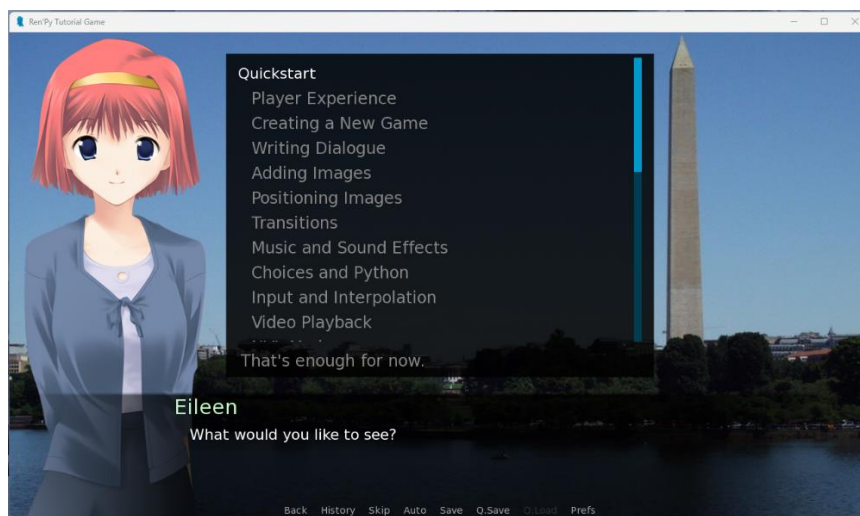 Ren'Py Tutorial Game
Quickstart
Player Experience
Creating a New Game
Writing Dialogue
Adding Images
Positioning Images
Transitions
Music and Sound Effects
Choices and Python
Input and Interpolation
Video Playback
That's enough for now.
Eileen
What would you like to see?
Back History Skip Auto Save Q.Save Q.Load Prefs